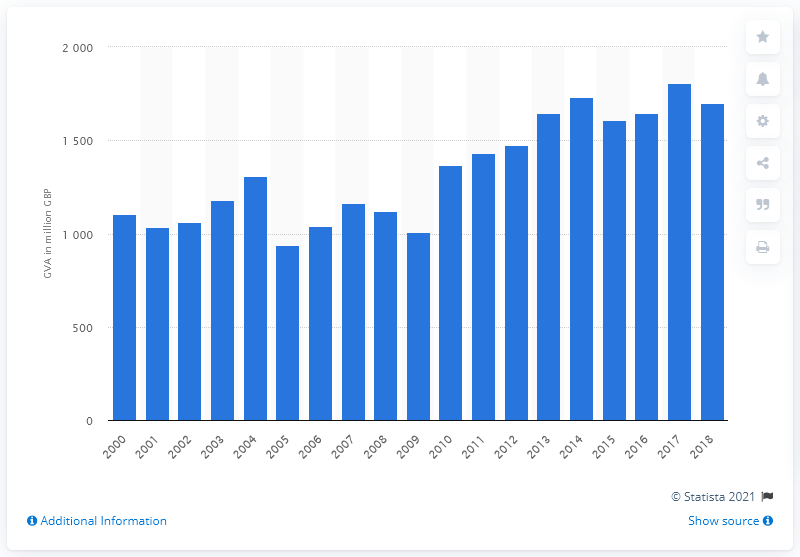 2 000
1 500
1 000
500
0
GVA in million GBP
2000 2001 2002 2003 2004 2005 2006 2007 2008 2009 2010 2011 2012 2013 2014 2015 2016 2017 2018
© Statista 2021
Additional Information
Show source